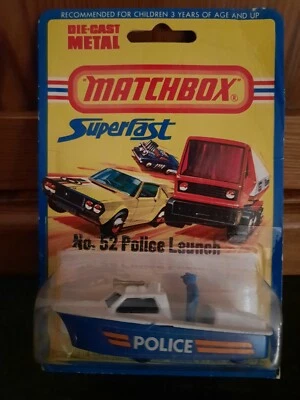 RECOMMENDED FOR CHILDREN 3 YEARS OF AGE AND UP
DIE-CAST
METAL
MATCHBOX®
Superfast
No. 52 Police Launch
POLICE